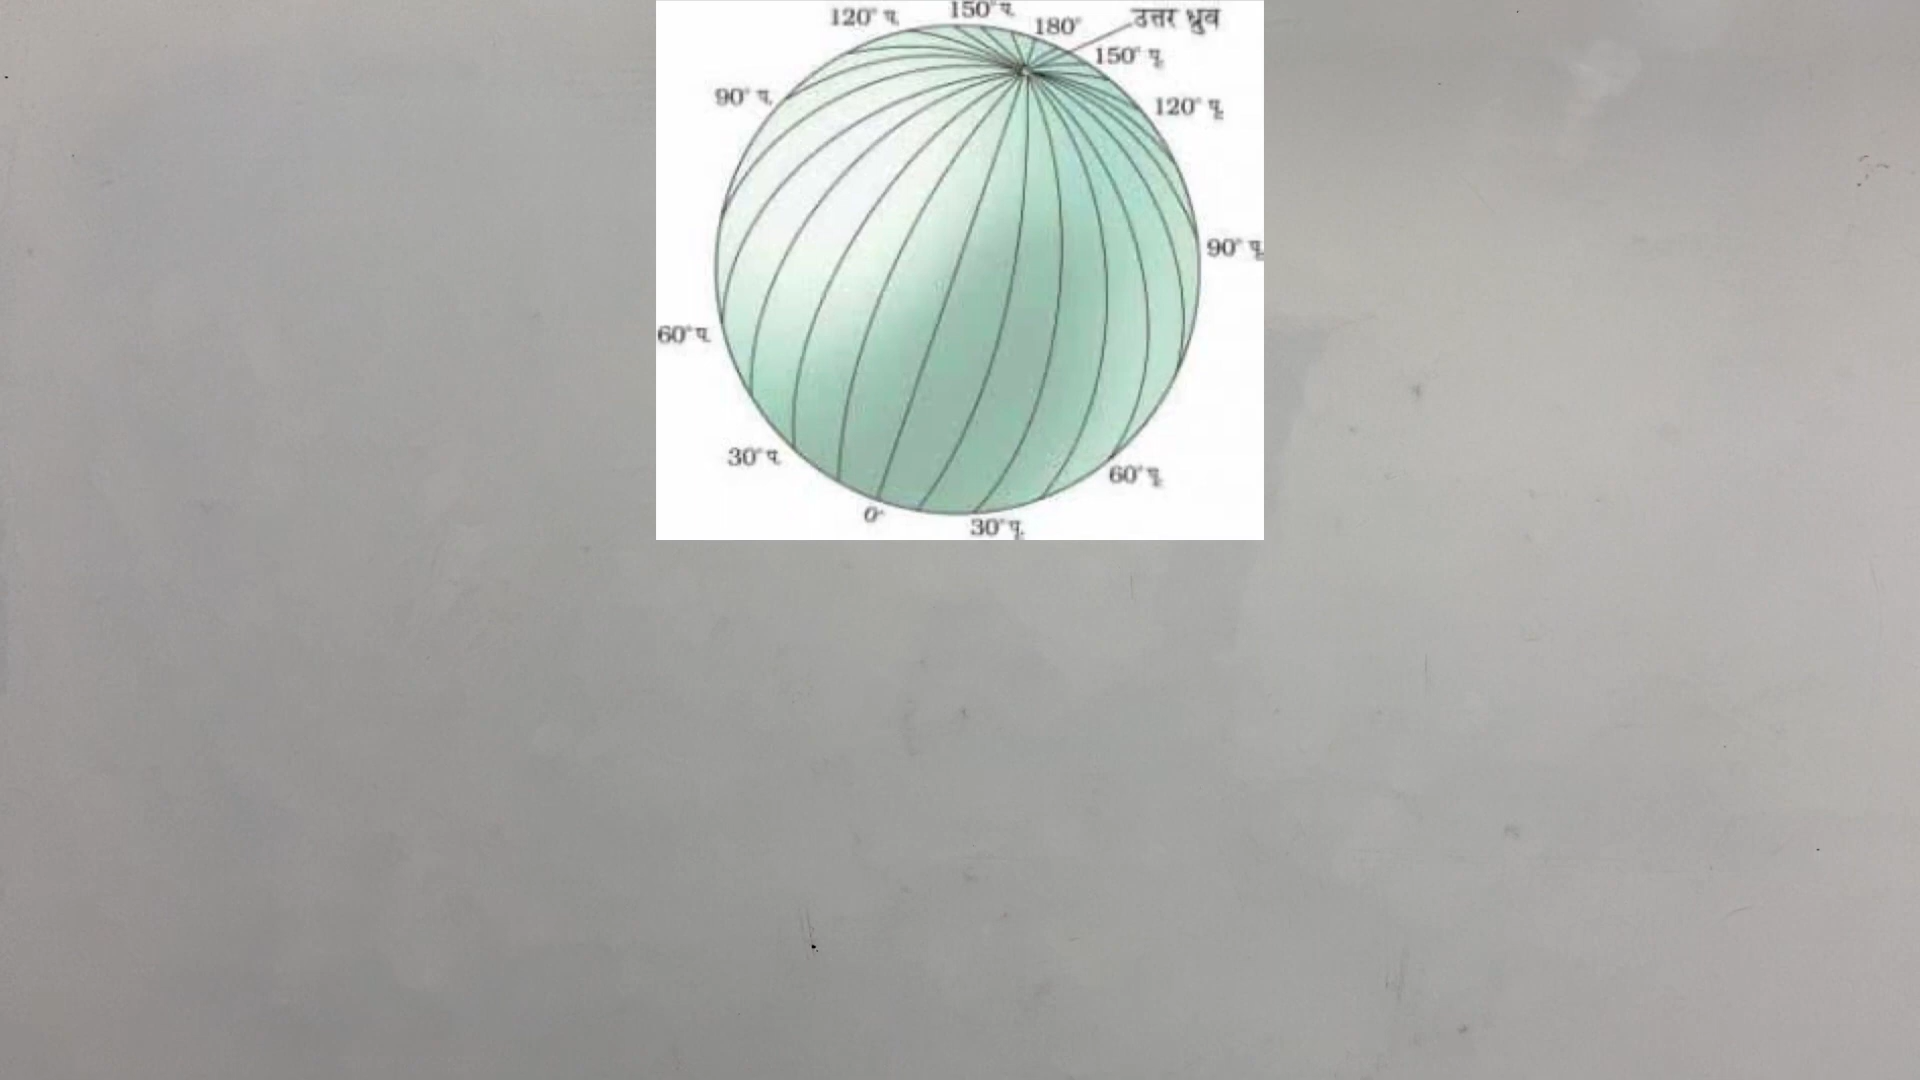 120° प.
150° प.
180°
उत्तर ध्रुव
150° पू.
90° प.
120° पू.
90° पू.
60° प.
30° प.
60° पू.
0°
30° पू.